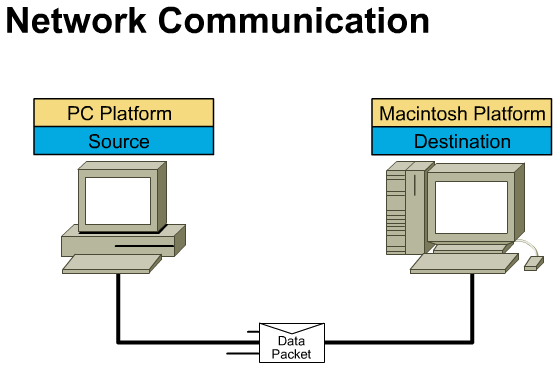 Network Communication
PC Platform
Source
Macintosh Platform
Destination
Data
Packet